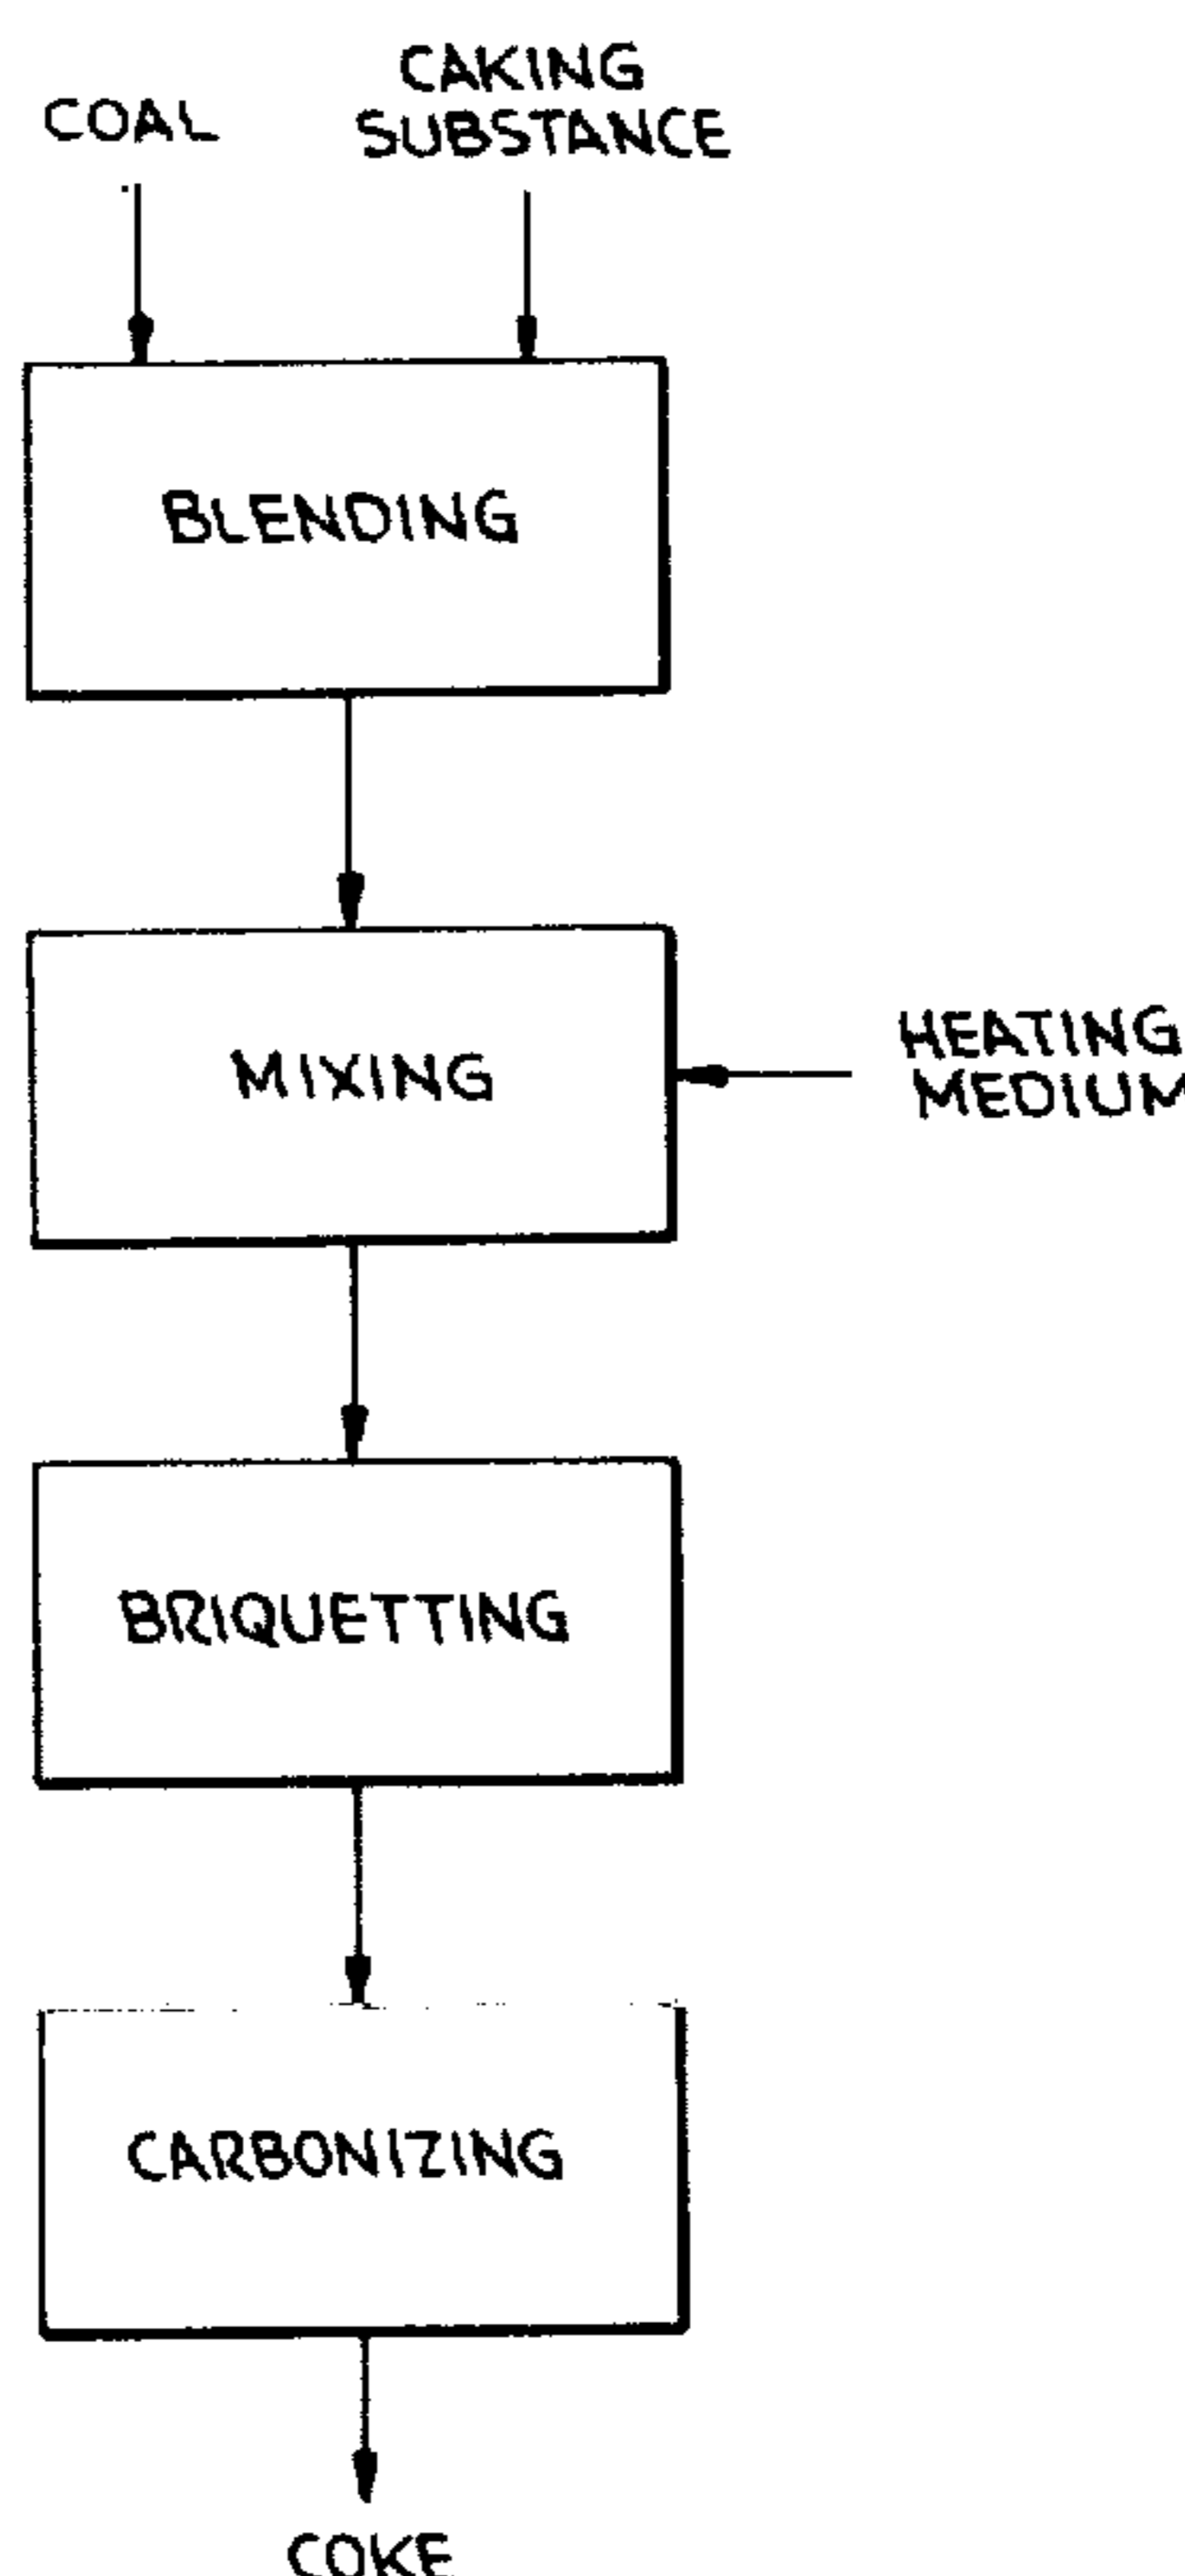 COAL
CAKING
SUBSTANCE
BLENDING
MIXING
HEATING
MEDIUM
BRIQUETTING
CARBONIZING
COKE